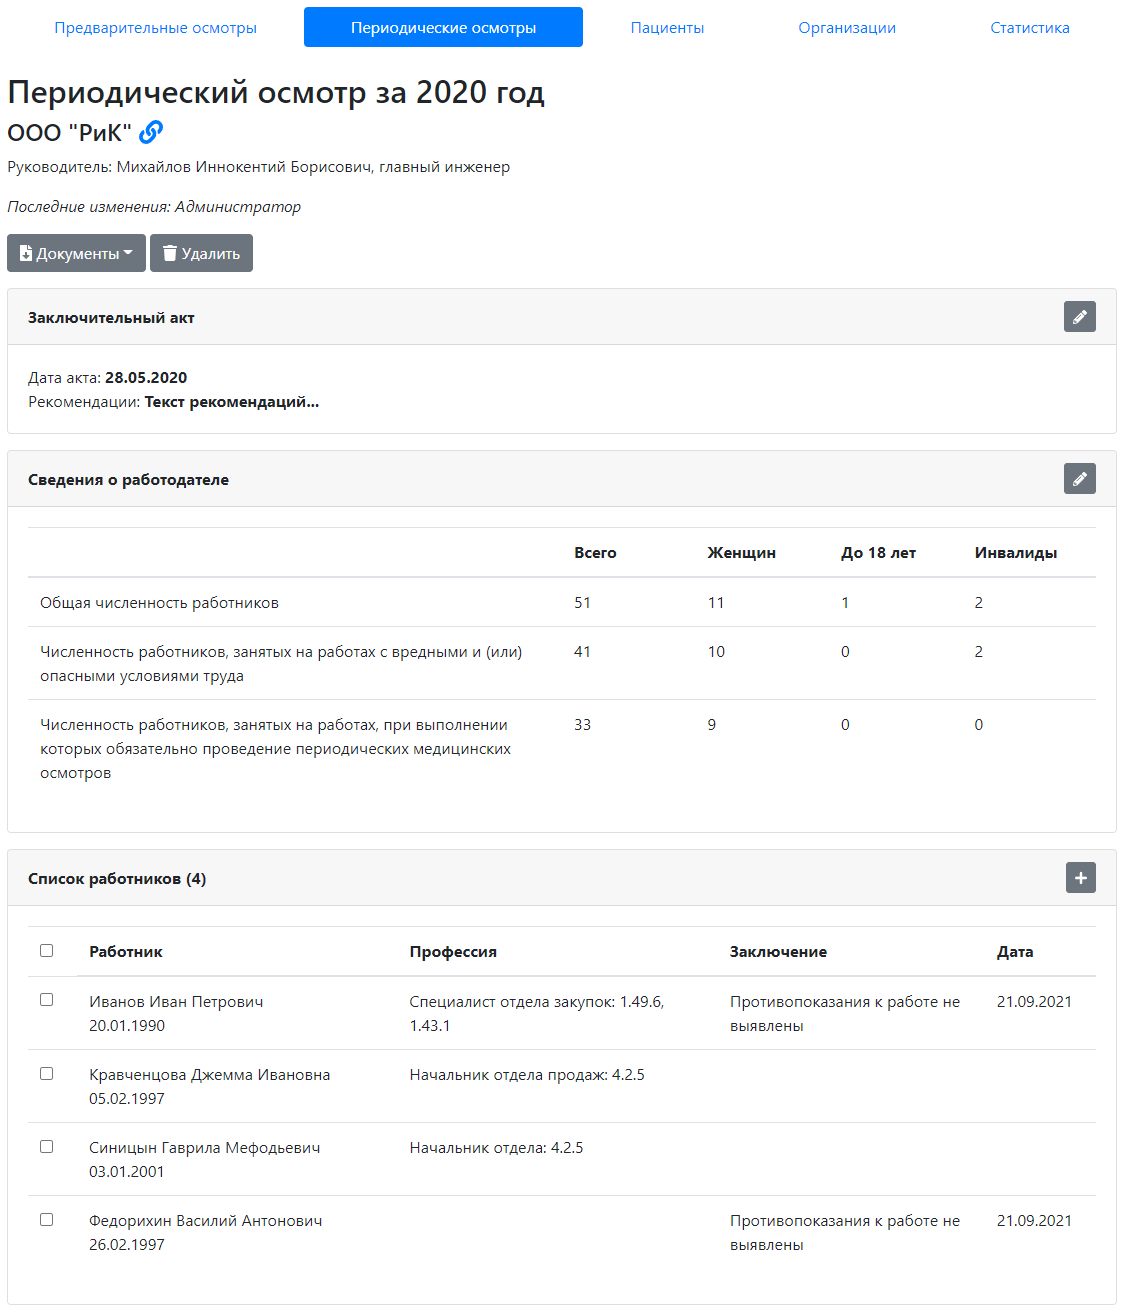 Предварительные осмотры
Периодические осмотры
Пациенты
Организации
Статистика
Периодический осмотр за 2020 год
ООО "РиК"
Руководитель: Михайлов Иннокентий Борисович, главный инженер
Последние изменения: Администратор
Документы
Удалить
Заключительный акт
Дата акта: 28.05.2020
Рекомендации: Текст рекомендаций...
Сведения о работодателе
Всего Женщин До 18 лет Инвалиды
Общая численность работников 51 11 1 2
Численность работников, занятых на работах с вредными и (или) 41 10 0 2
опасными условиями труда
Численность работников, занятых на работах, при выполнении 33 9 0 0
которых обязательно проведение периодических медицинских
осмотров
Список работников (4)
Работник Профессия Заключение Дата
Иванов Иван Петрович Специалист отдела закупок: 1.49.6, Противопоказания к работе не 21.09.2021
20.01.1990 1.43.1 выявлены
Кравченцова Джемма Ивановна Начальник отдела продаж: 4.2.5
05.02.1997
Синицын Гаврила Мефодьевич Начальник отдела: 4.2.5
03.01.2001
Федорихин Василий Антонович Противопоказания к работе не 21.09.2021
26.02.1997 выявлены